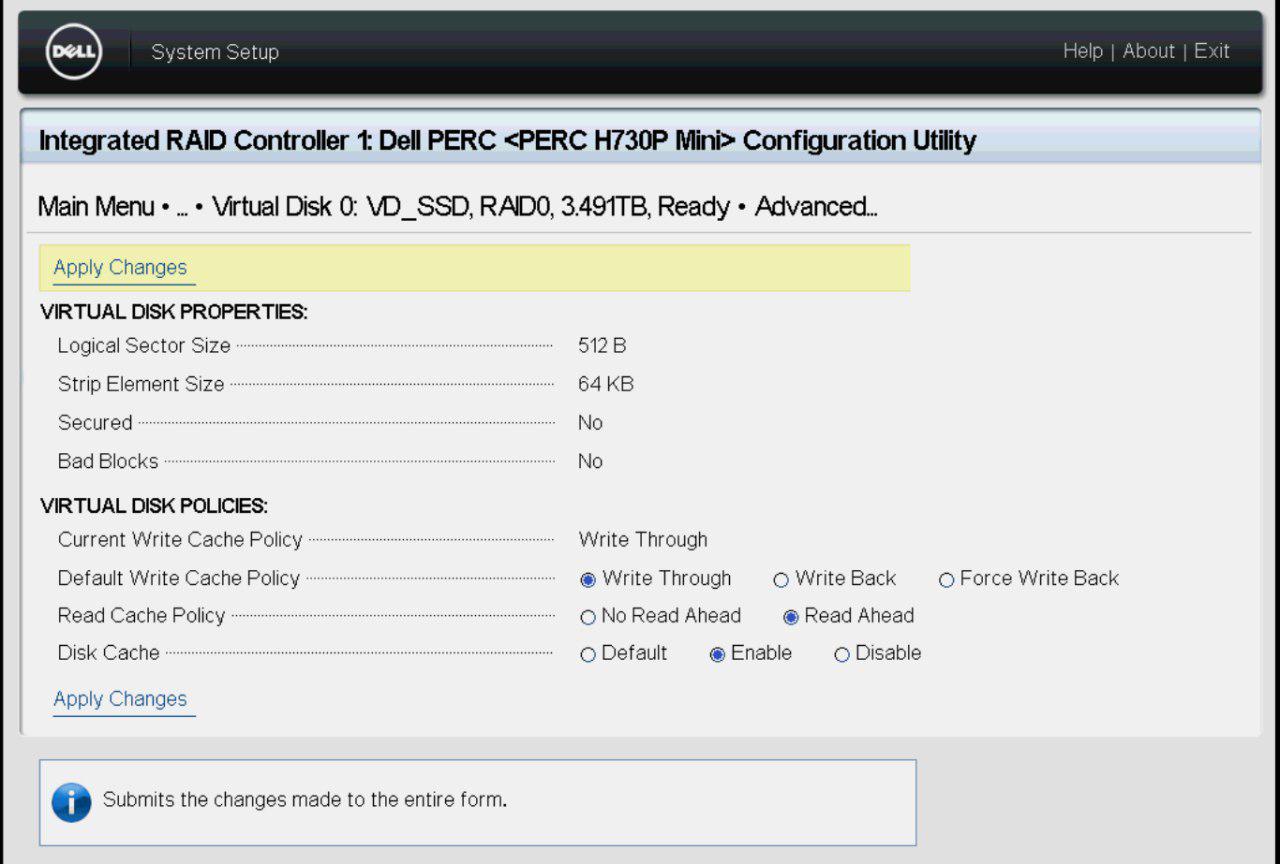 DELL
System Setup
Help | About | Exit
Integrated RAID Controller 1: Dell PERC <PERC H730P Mini> Configuration Utility
Main Menu • ... • Virtual Disk 0: VD_SSD, RAID0, 3.491TB, Ready • Advanced...
Apply Changes
VIRTUAL DISK PROPERTIES:
Logical Sector Size 512 B
Strip Element Size 64 KB
Secured No
Bad Blocks No
VIRTUAL DISK POLICIES:
Current Write Cache Policy Write Through
Default Write Cache Policy Write Through Write Back Force Write Back
Read Cache Policy No Read Ahead Read Ahead
Disk Cache Default Enable Disable
Apply Changes
Submits the changes made to the entire form.